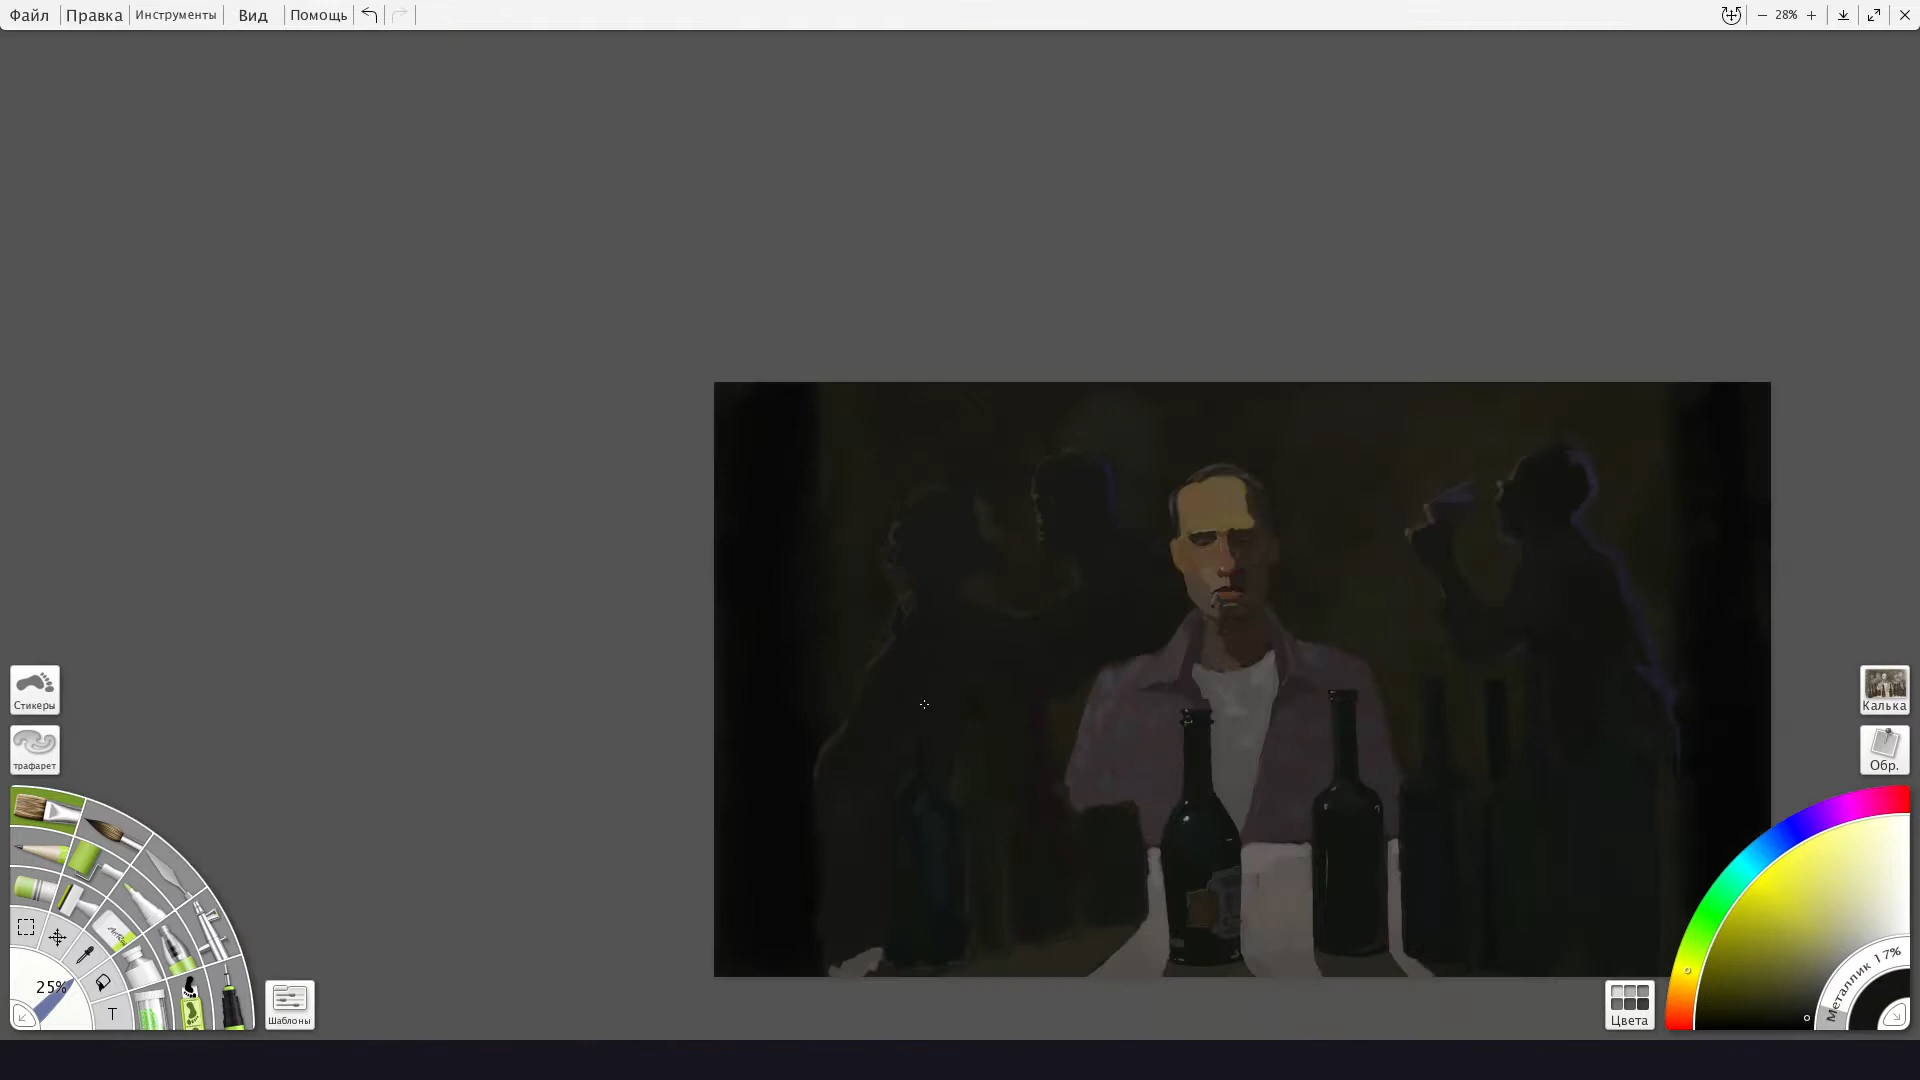 Файл Правка Инструменты Вид Помощь 28%
Стикеры
Калька
трафарет
Обр.
Металлик 17%
25%
T
Шаблоны
Цвета